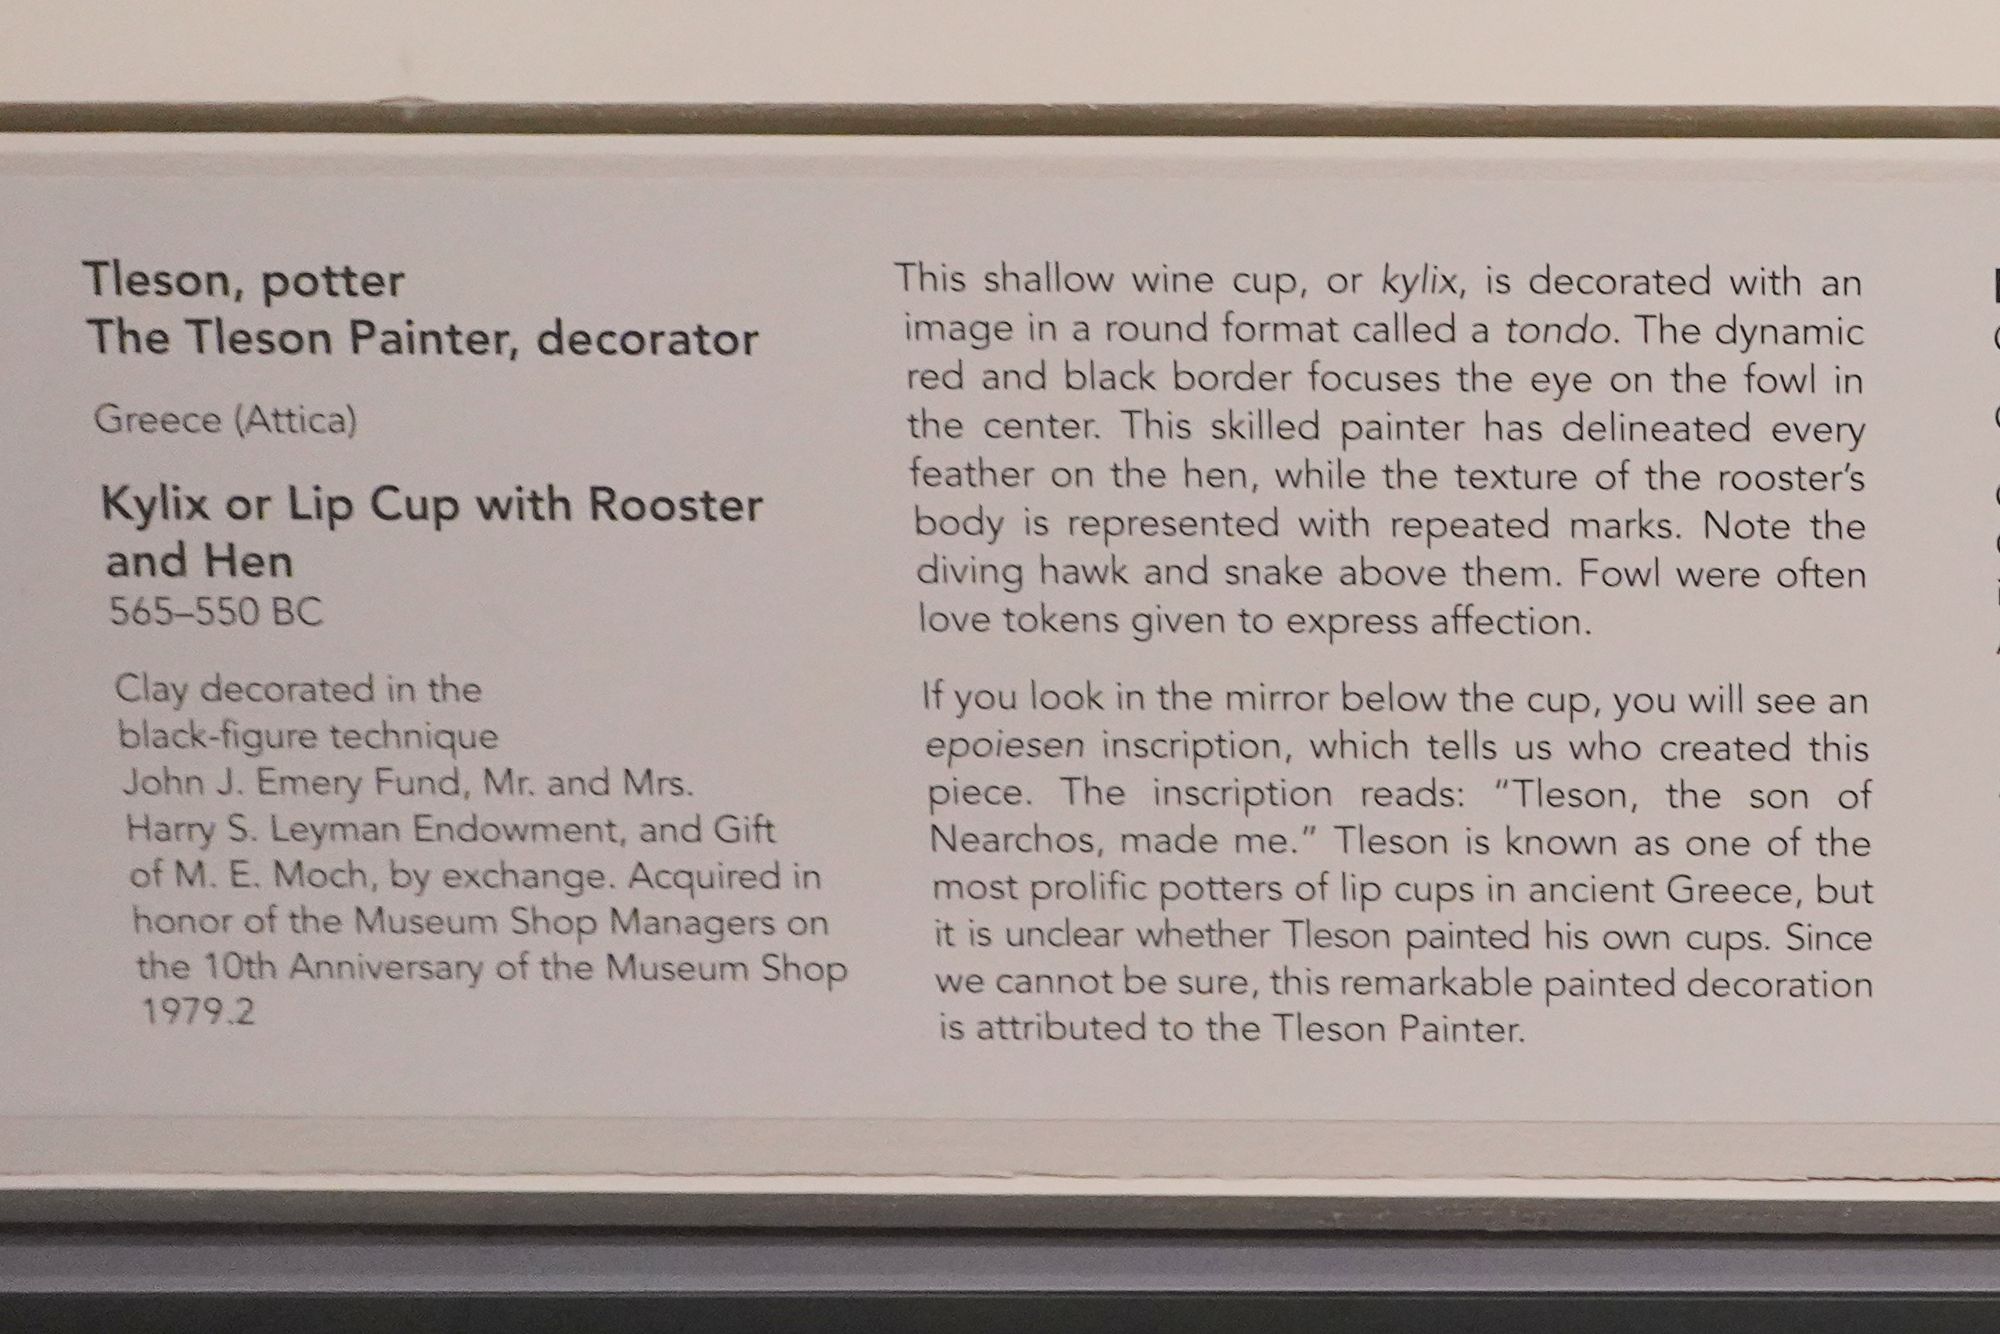 Tleson, potter
The Tleson Painter, decorator
Greece (Attica)
Kylix or Lip Cup with Rooster
and Hen
565–550 BC
Clay decorated in the
black-figure technique
John J. Emery Fund, Mr. and Mrs.
Harry S. Leyman Endowment, and Gift
of M. E. Moch, by exchange. Acquired in
honor of the Museum Shop Managers on
the 10th Anniversary of the Museum Shop
1979.2
This shallow wine cup, or kylix, is decorated with an
image in a round format called a tondo. The dynamic
red and black border focuses the eye on the fowl in
the center. This skilled painter has delineated every
feather on the hen, while the texture of the rooster's
body is represented with repeated marks. Note the
diving hawk and snake above them. Fowl were often
love tokens given to express affection.
If you look in the mirror below the cup, you will see an
epoiesen inscription, which tells us who created this
piece. The inscription reads: "Tleson, the son of
Nearchos, made me." Tleson is known as one of the
most prolific potters of lip cups in ancient Greece, but
it is unclear whether Tleson painted his own cups. Since
we cannot be sure, this remarkable painted decoration
is attributed to the Tleson Painter.